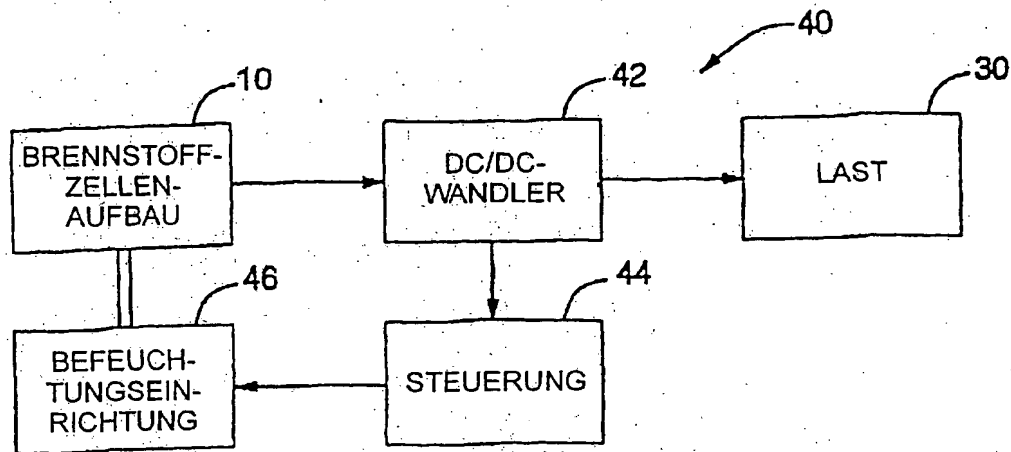 40
10
42
30
BRENNSTOFF-
ZELLEN-
AUFBAU
DC/DC-
WANDLER
LAST
46
44
BEFEUCH-
TUNGSEIN-
RICHTUNG
STEUERUNG